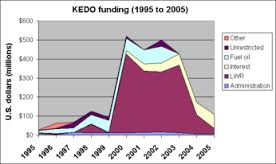 KEDO funding (1995 to 2005)
U.S. dollars (millions)
$600
$500
$400
$300
$200
$100
$0
1995
1996
1997
1998
1999
2000
2001
2002
2003
2004
2005
Other
Unrestricted
Fuel oil
Interest
LWR
Administration